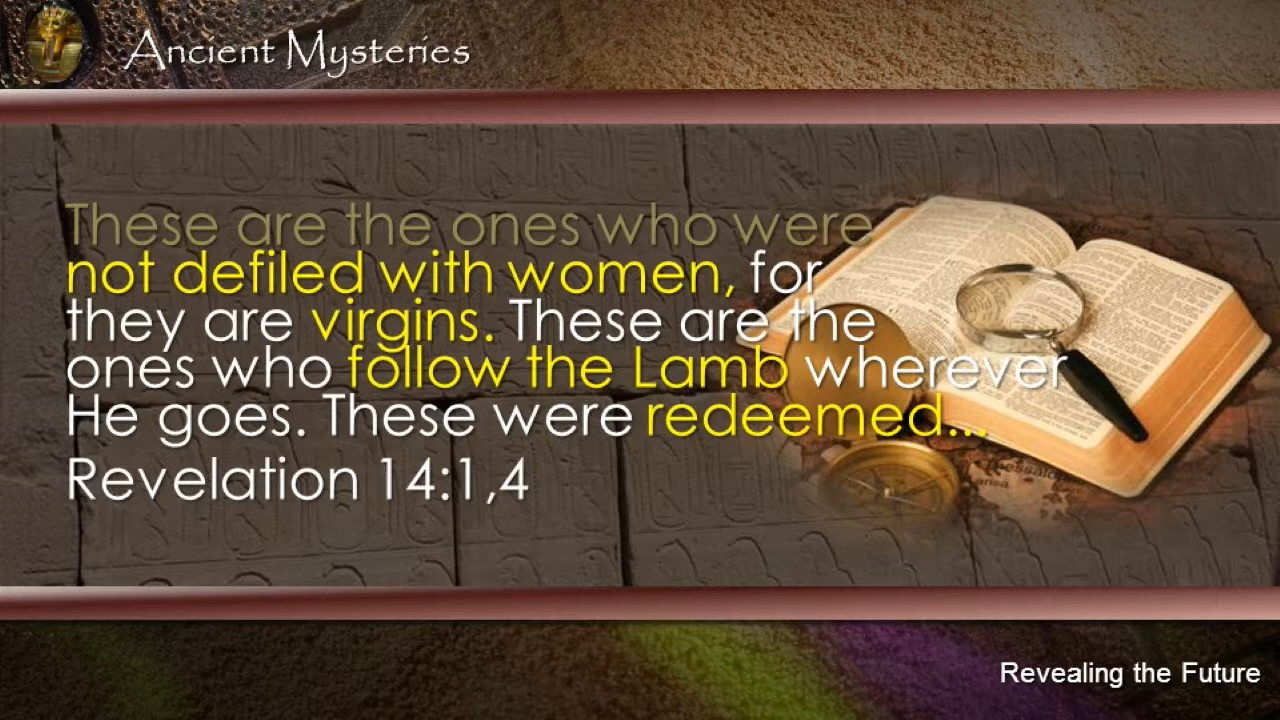 Ancient Mysteries
These are the ones who were
not defiled with women, for
they are virgins. These are the
ones who follow the Lamb wherever
He goes. These were redeemed...
Revelation 14:1,4
Revealing the Future